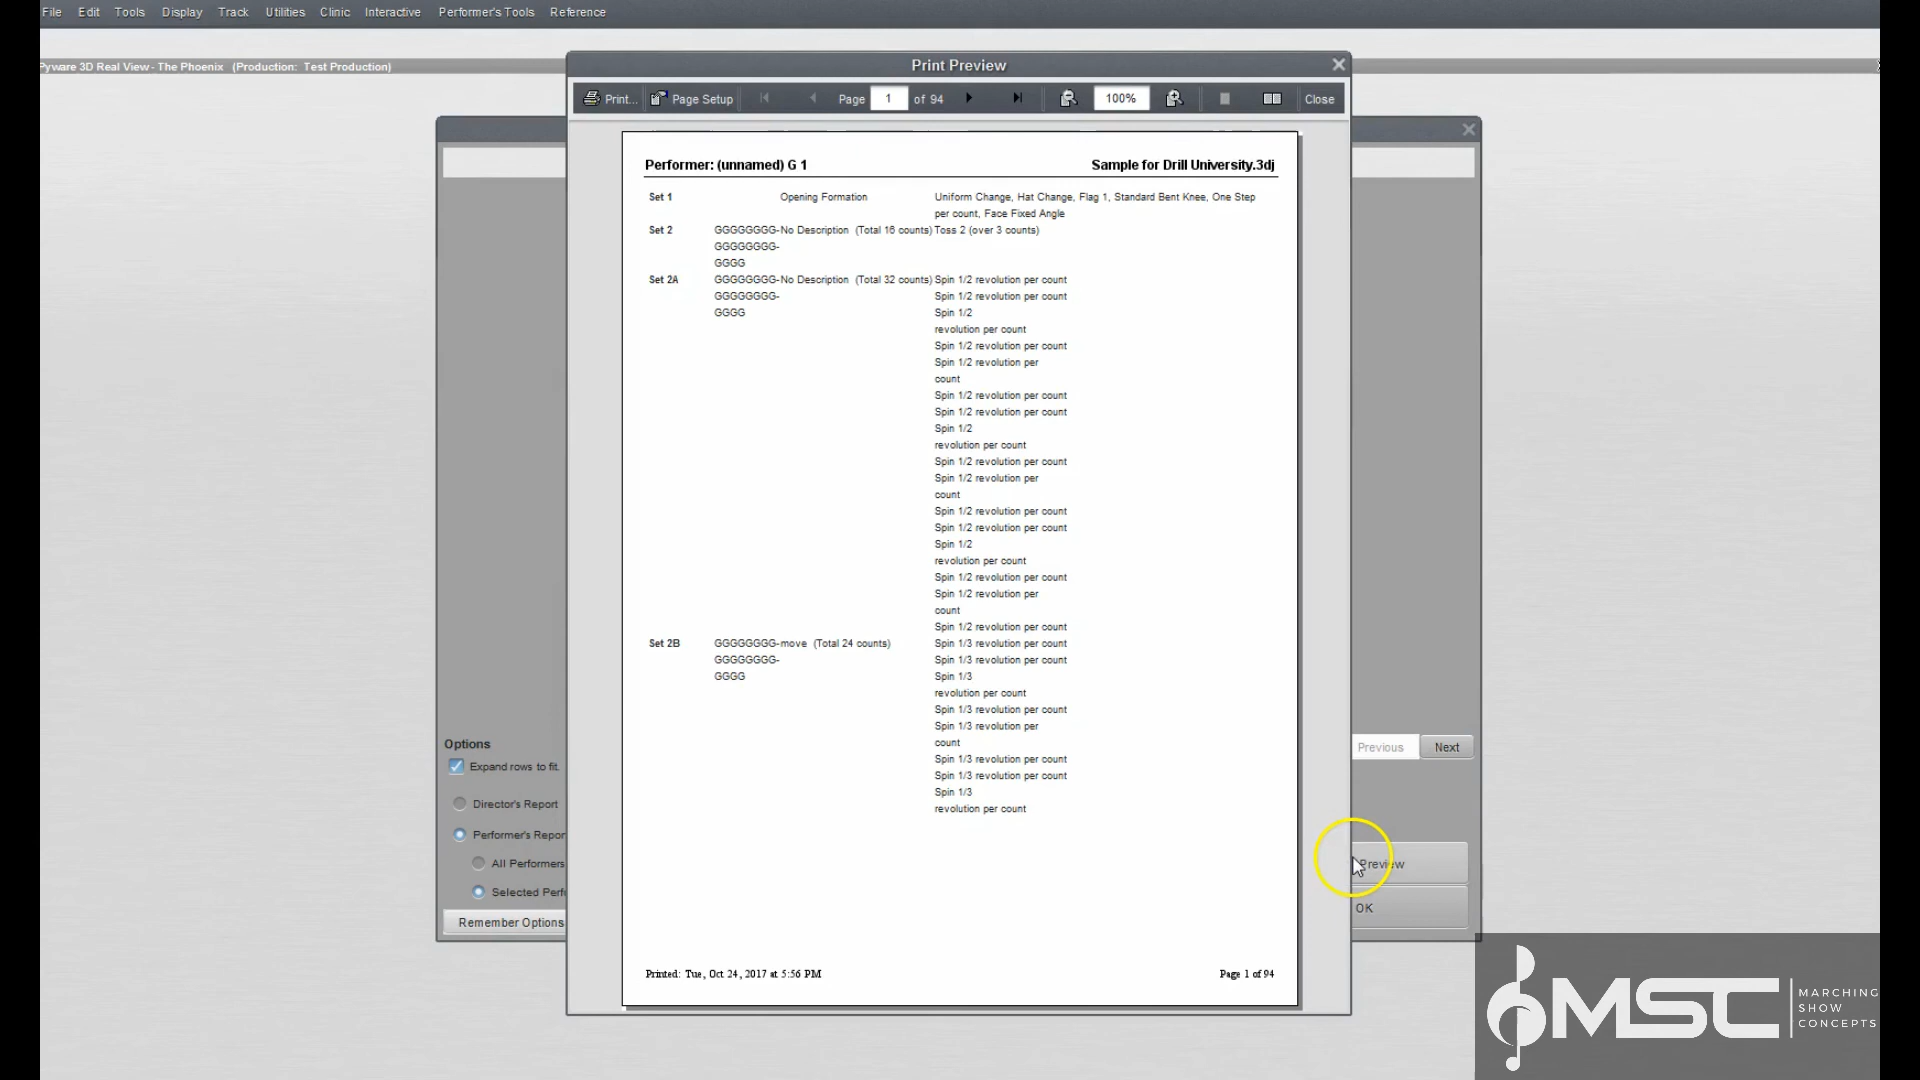 File Edit Tools Display Track Utilities Clinic Interactive Performer's Tools Reference
Pyware 3D Real View - The Phoenix (Production: Test Production)
Print Preview
Print... Page Setup Page 1 of 94 100% Close
Performer: (unnamed) G 1 Sample for Drill University.3dj
Set 1 Opening Formation Uniform Change, Hat Change, Flag 1, Standard Bent Knee, One Step
per count, Face Fixed Angle
Set 2 GGGGGGGG-No Description (Total 16 counts) Toss 2 (over 3 counts)
GGGGGGGG-
GGGG
Set 2A GGGGGGGG-No Description (Total 32 counts) Spin 1/2 revolution per count
GGGGGGGG- Spin 1/2 revolution per count
GGGG Spin 1/2
revolution per count
Spin 1/2 revolution per count
Spin 1/2 revolution per
count
Spin 1/2 revolution per count
Spin 1/2 revolution per count
Spin 1/2
revolution per count
Spin 1/2 revolution per count
Spin 1/2 revolution per
count
Spin 1/2 revolution per count
Spin 1/2 revolution per count
Spin 1/2
revolution per count
Spin 1/2 revolution per count
Spin 1/2 revolution per
count
Spin 1/2 revolution per count
Set 2B GGGGGGGG-move (Total 24 counts) Spin 1/3 revolution per count
GGGGGGGG- Spin 1/3 revolution per count
GGGG Spin 1/3
revolution per count
Spin 1/3 revolution per count
Spin 1/3 revolution per
count
Spin 1/3 revolution per count
Spin 1/3 revolution per count
Spin 1/3
revolution per count
Printed: Tue, Oct 24, 2017 at 5:56 PM Page 1 of 94
Options
Expand rows to fit.
Director's Report
Performer's Repor
All Performers
Selected Perf
Remember Options
Previous Next
Preview
OK
MSC
MARCHING
SHOW
CONCEPTS